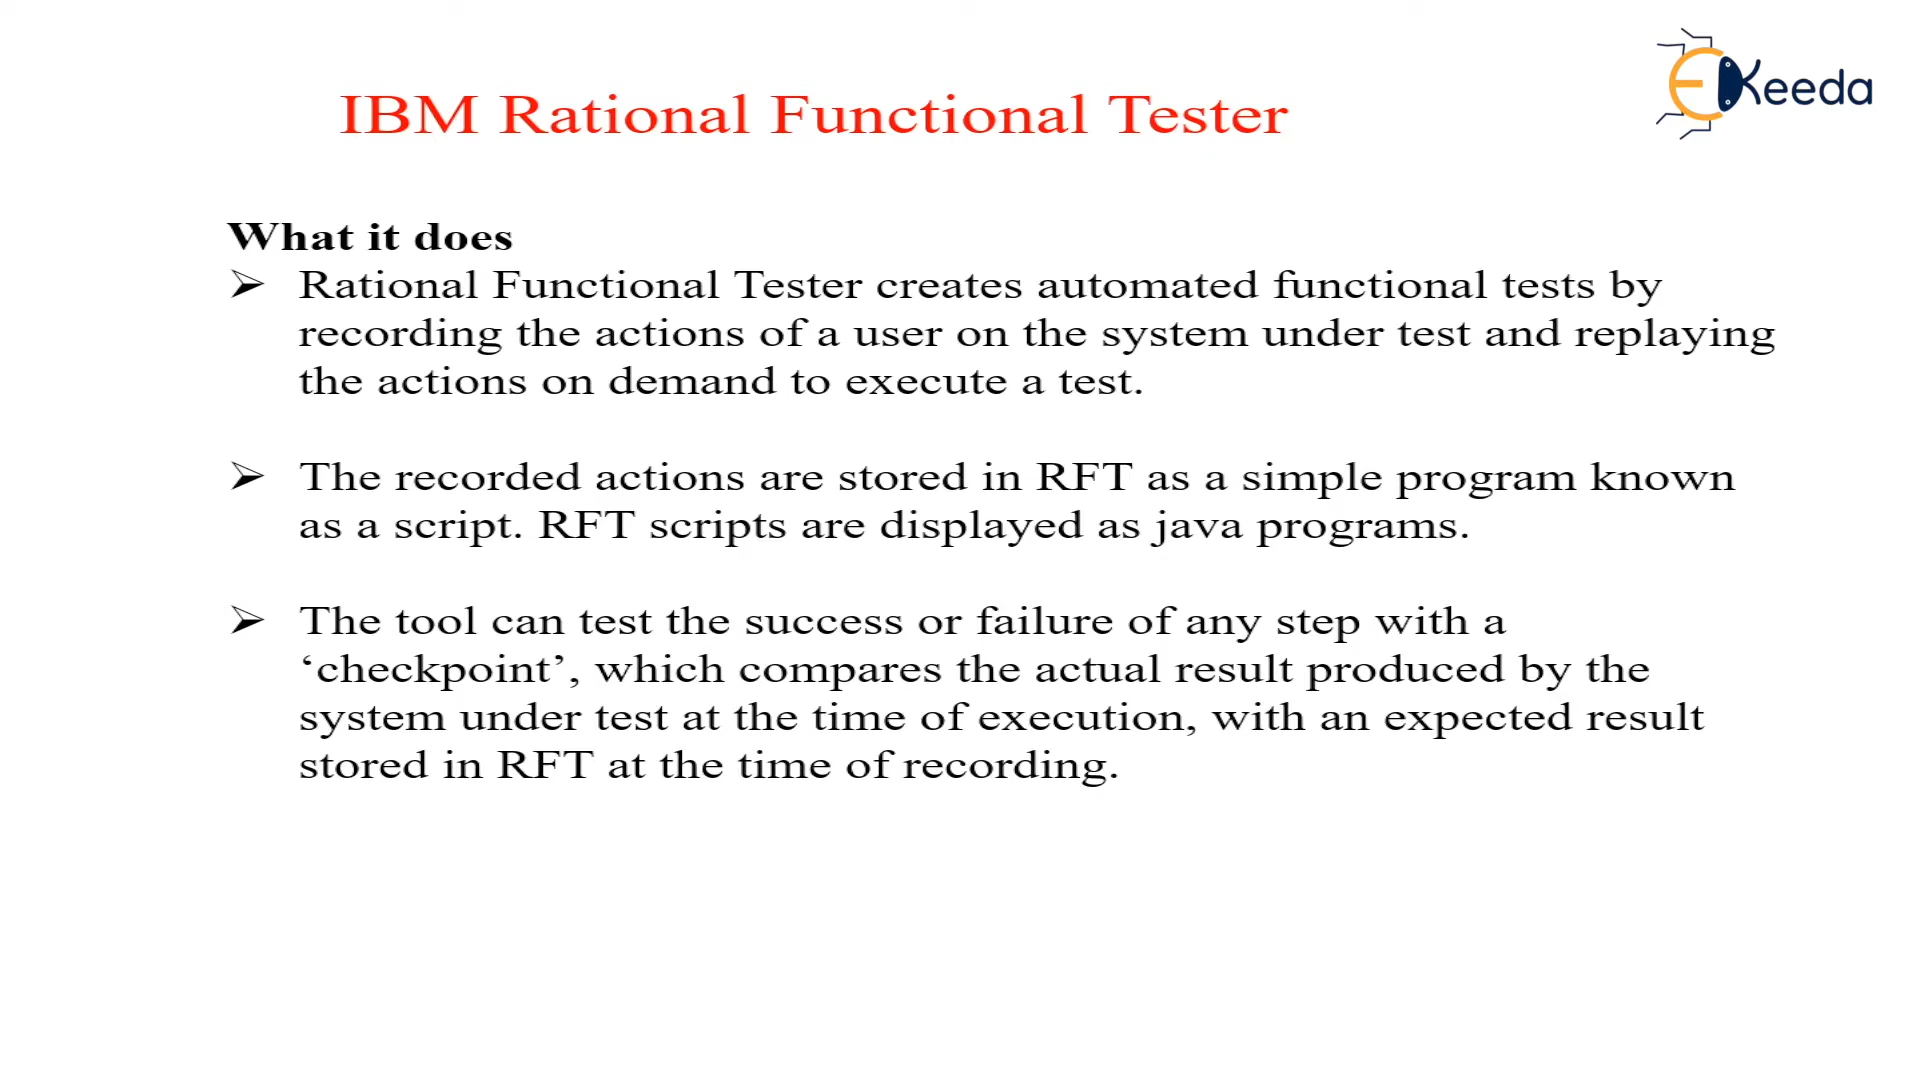 EKeeda
IBM Rational Functional Tester
What it does
➢ Rational Functional Tester creates automated functional tests by
recording the actions of a user on the system under test and replaying
the actions on demand to execute a test.
➢ The recorded actions are stored in RFT as a simple program known
as a script. RFT scripts are displayed as java programs.
➢ The tool can test the success or failure of any step with a
‘checkpoint’, which compares the actual result produced by the
system under test at the time of execution, with an expected result
stored in RFT at the time of recording.